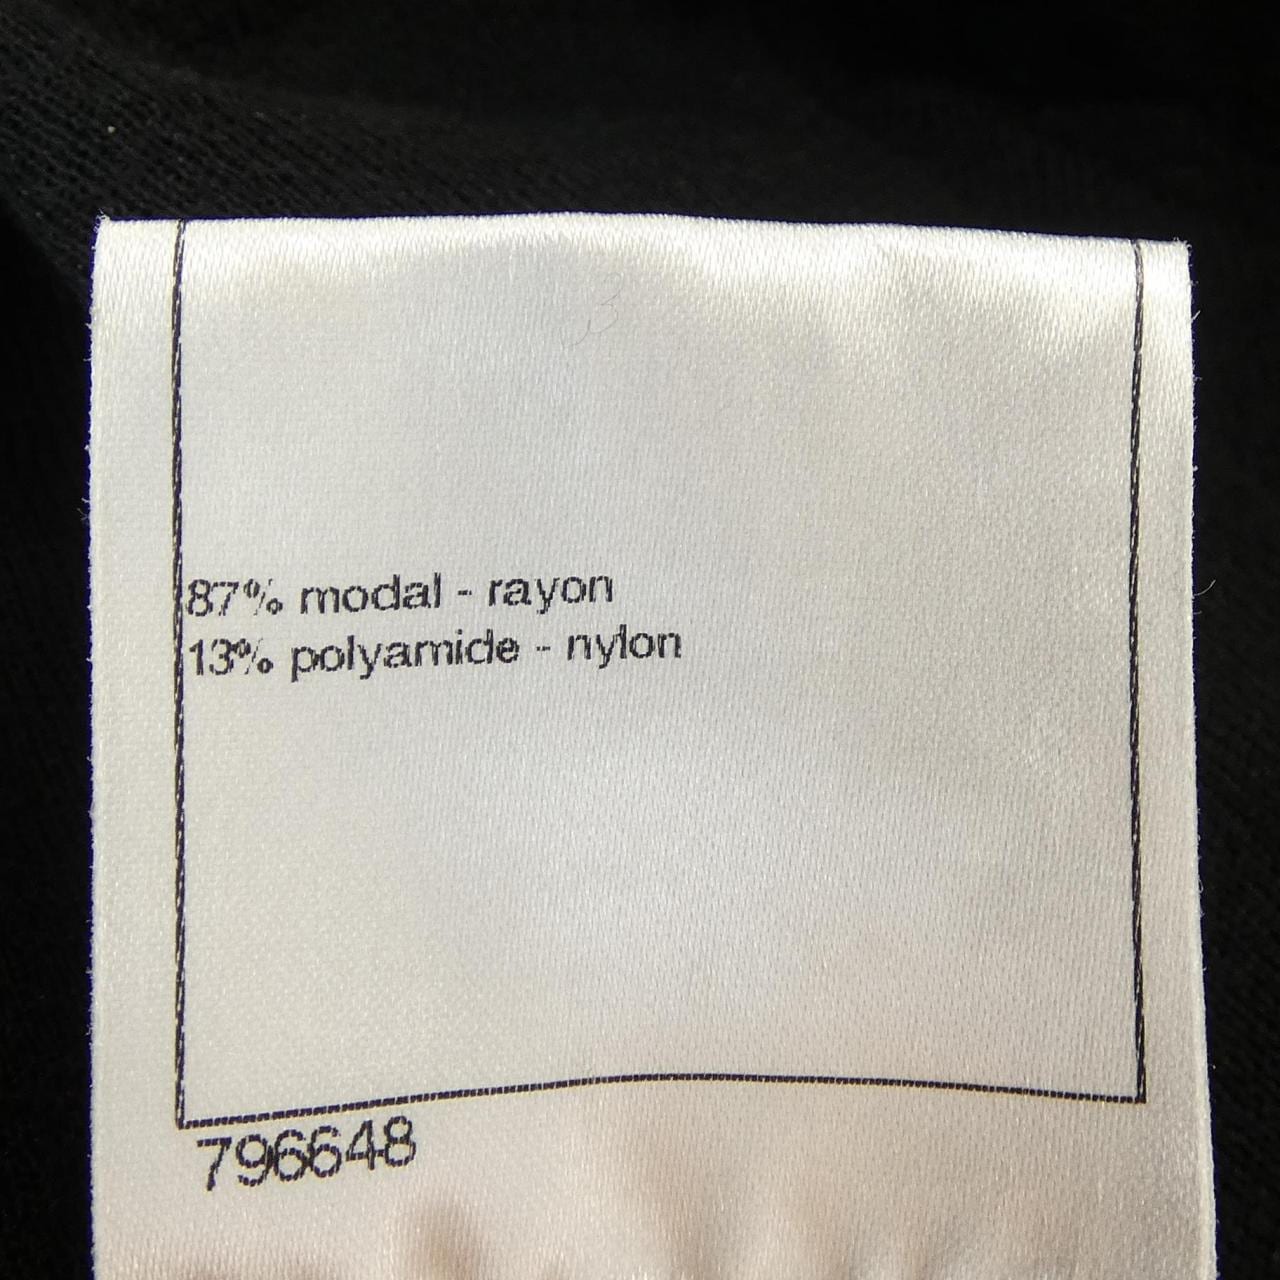 87% modal - rayon
13% polyamide - nylon
796648